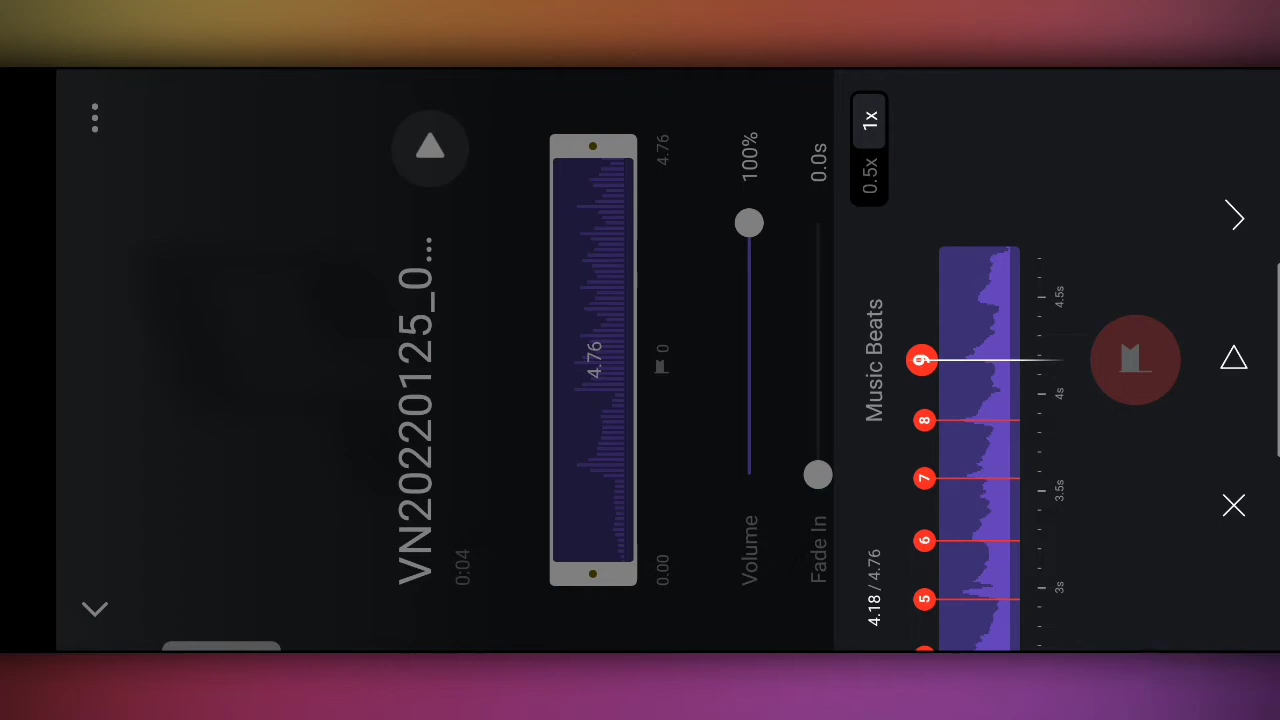 VN20220125_0...
0:04
4.76
0.00
0
4.76
Volume
100%
Fade In
0.0s
4.18 / 4.76
Music Beats
0.5x
1x
5
6
7
8
9
3s
3.5s
4s
4.5s